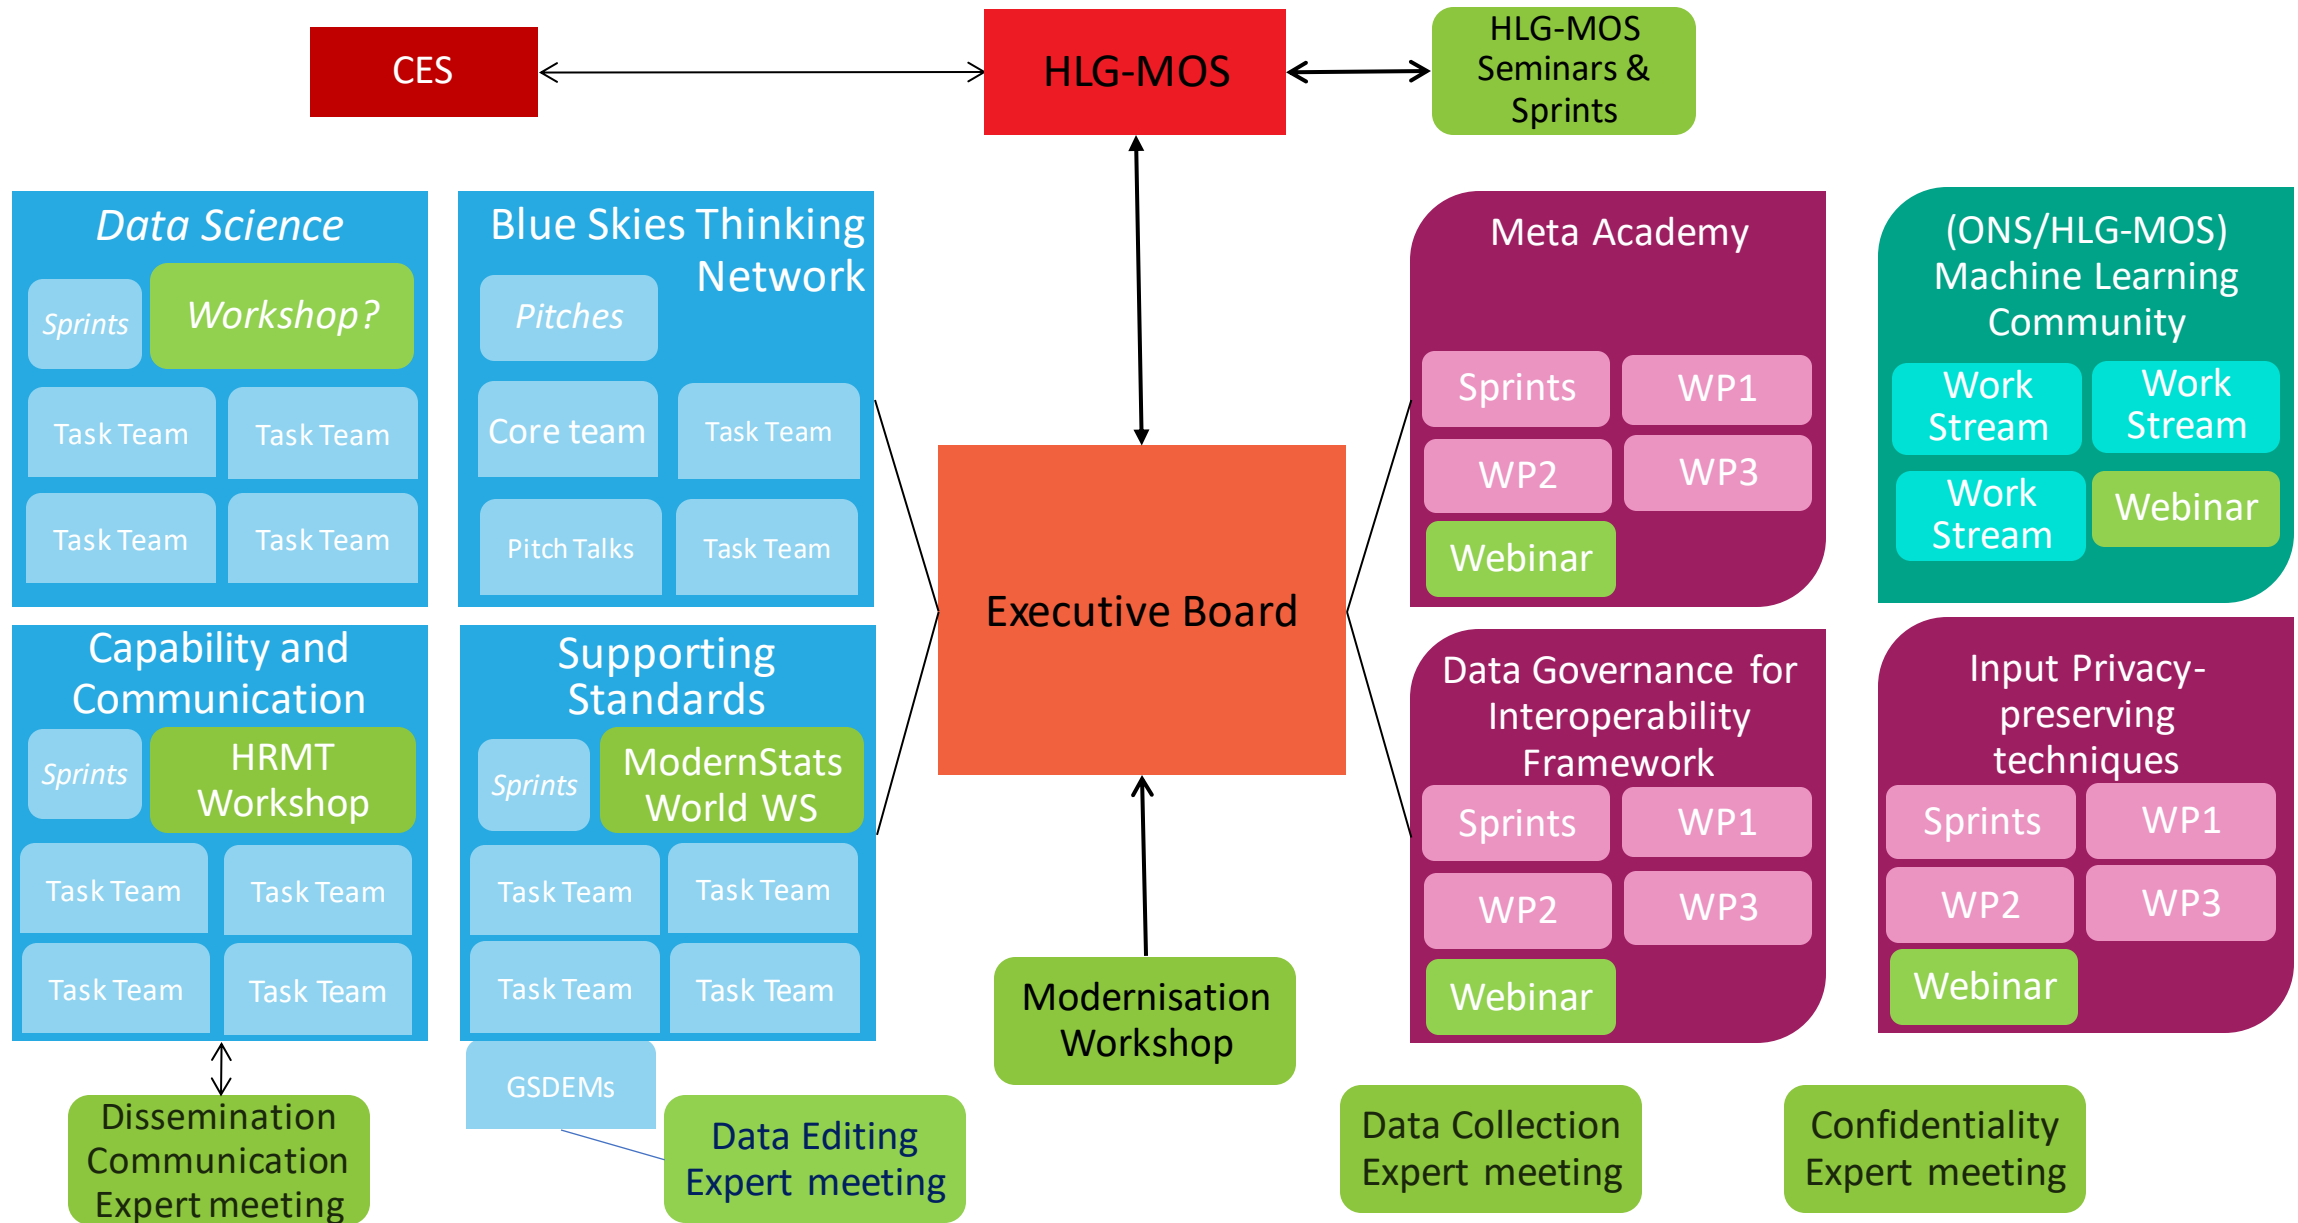 CES
HLG-MOS
HLG-MOS
Seminars &
Sprints
Data Science
Sprints
Workshop?
Task Team
Task Team
Task Team
Task Team
Blue Skies Thinking
Network
Pitches
Core team
Task Team
Pitch Talks
Task Team
Capability and
Communication
Sprints
HRMT
Workshop
Task Team
Task Team
Task Team
Task Team
Dissemination
Communication
Expert meeting
Supporting
Standards
Sprints
ModernStats
World WS
Task Team
Task Team
Task Team
Task Team
GSDEMs
Data Editing
Expert meeting
Executive Board
Modernisation
Workshop
Meta Academy
Sprints
WP1
WP2
WP3
Webinar
(ONS/HLG-MOS)
Machine Learning
Community
Work
Stream
Work
Stream
Work
Stream
Webinar
Data Governance for
Interoperability
Framework
Sprints
WP1
WP2
WP3
Webinar
Input Privacy-
preserving
techniques
Sprints
WP1
WP2
WP3
Webinar
Data Collection
Expert meeting
Confidentiality
Expert meeting